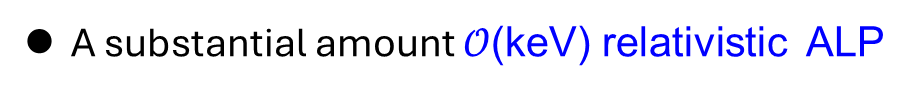 ● A substantial amount 𝒪(keV) relativistic ALP